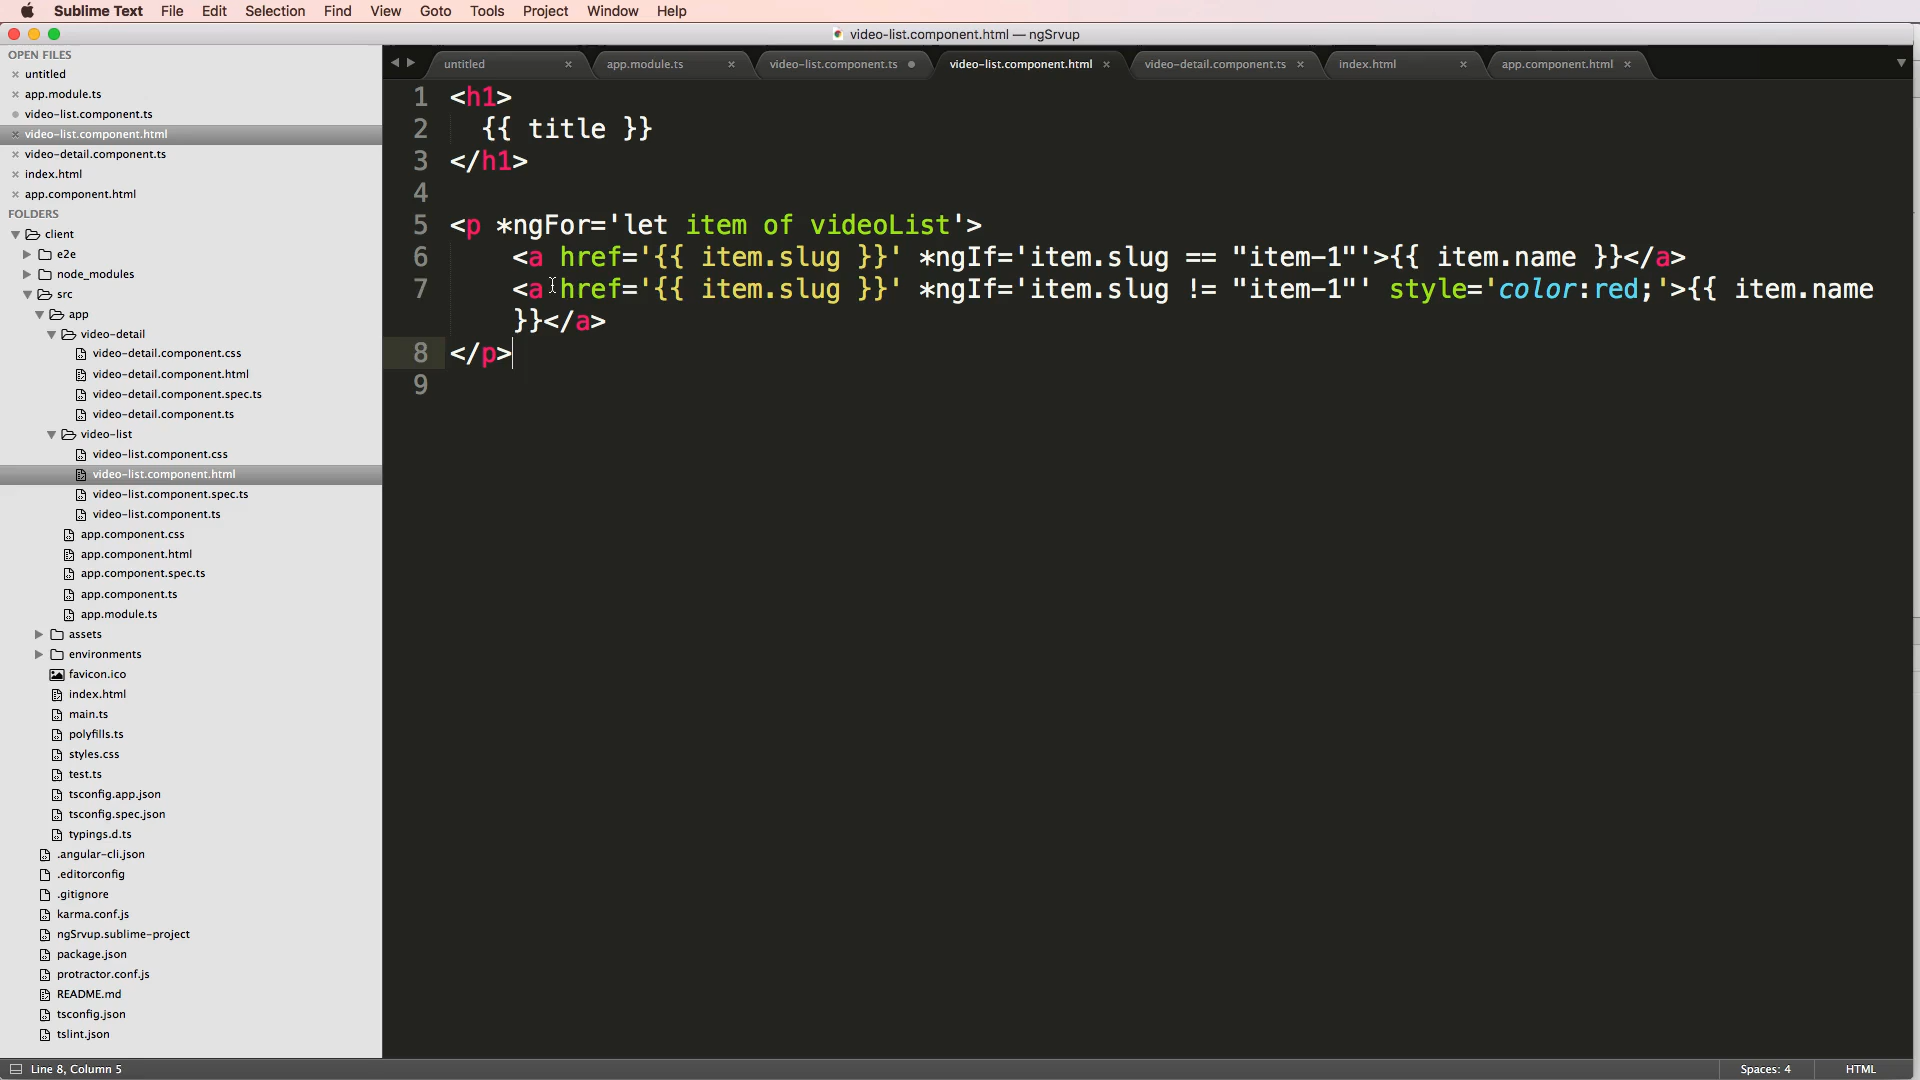 Sublime Text File Edit Selection Find View Goto Tools Project Window Help
video-list.component.html — ngSrvup
OPEN FILES
untitled
app.module.ts
video-list.component.ts
video-list.component.html
video-detail.component.ts
index.html
app.component.html
FOLDERS
client
e2e
node_modules
src
app
video-detail
video-detail.component.css
video-detail.component.html
video-detail.component.spec.ts
video-detail.component.ts
video-list
video-list.component.css
video-list.component.html
video-list.component.spec.ts
video-list.component.ts
app.component.css
app.component.html
app.component.spec.ts
app.component.ts
app.module.ts
assets
environments
favicon.ico
index.html
main.ts
polyfills.ts
styles.css
test.ts
tsconfig.app.json
tsconfig.spec.json
typings.d.ts
.angular-cli.json
.editorconfig
.gitignore
karma.conf.js
ngSrvup.sublime-project
package.json
protractor.conf.js
README.md
tsconfig.json
tslint.json
untitled app.module.ts video-list.component.ts video-list.component.html video-detail.component.ts index.html app.component.html
1 <h1>
2 {{ title }}
3 </h1>
4
5 <p *ngFor='let item of videoList'>
6 <a href='{{ item.slug }}' *ngIf='item.slug == "item-1"'>{{ item.name }}</a>
7 <a href='{{ item.slug }}' *ngIf='item.slug != "item-1"' style='color:red;'>{{ item.name
}}</a>
8 </p>
9
Line 8, Column 5 Spaces: 4 HTML